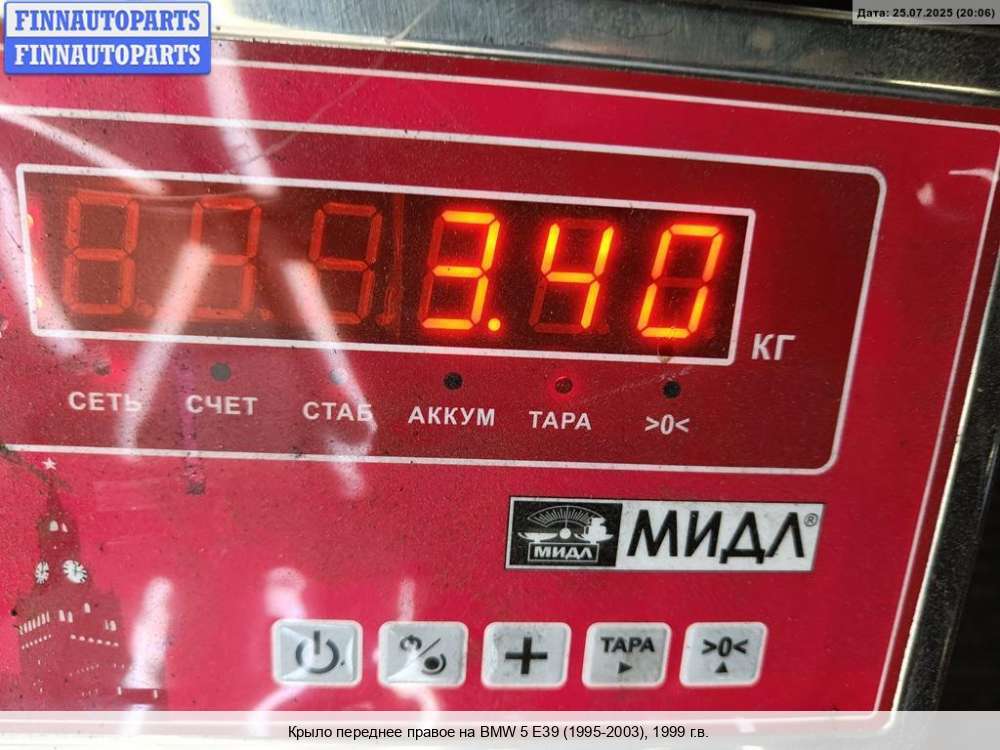 FINNAUTOPARTS
FINNAUTOPARTS
Дата: 25.07.2025 (20:06)
3.40
КГ
СЕТЬ СЧЕТ СТАБ АККУМ ТАРА >0<
МИДЛ МИДЛ®
ТАРА >0<
Крыло переднее правое на BMW 5 E39 (1995-2003), 1999 г.в.